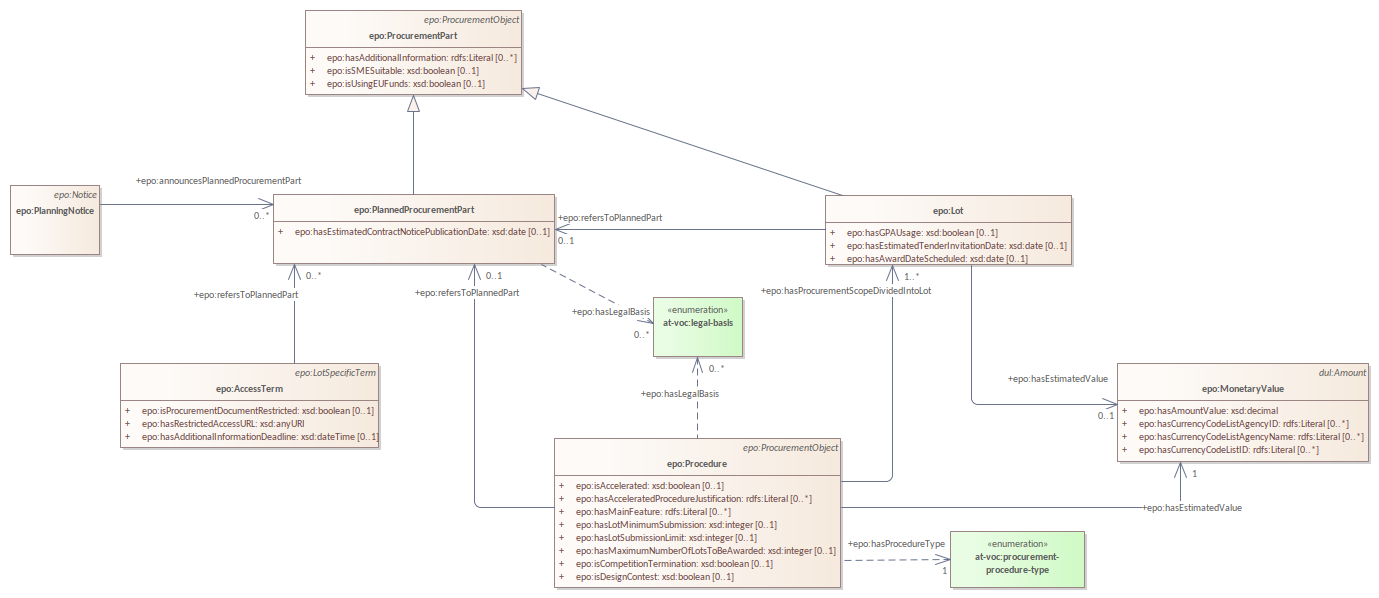 epo:ProcurementObject
epo:ProcurementPart
+ epo:hasAdditionalInformation: rdfs:Literal [0..*]
+ epo:isSMESuitable: xsd:boolean [0..1]
+ epo:isUsingEUFunds: xsd:boolean [0..1]
epo:Notice
epo:PlanningNotice
+epo:announcesPlannedProcurementPart
0..*
epo:PlannedProcurementPart
+ epo:hasEstimatedContractNoticePublicationDate: xsd:date [0..1]
+epo:refersToPlannedPart
0..1
epo:Lot
+ epo:hasGPAUsage: xsd:boolean [0..1]
+ epo:hasEstimatedTenderInvitationDate: xsd:date [0..1]
+ epo:hasAwardDateScheduled: xsd:date [0..1]
0..*
+epo:refersToPlannedPart
0..1
+epo:refersToPlannedPart
+epo:hasLegalBasis
0..*
«enumeration»
at-voc:legal-basis
1..*
+epo:hasProcurementScopeDividedIntoLot
0..*
+epo:hasLegalBasis
+epo:hasEstimatedValue
0..1
epo:LotSpecificTerm
epo:AccessTerm
+ epo:isProcurementDocumentRestricted: xsd:boolean [0..1]
+ epo:hasRestrictedAccessURL: xsd:anyURI
+ epo:hasAdditionalInformationDeadline: xsd:dateTime [0..1]
dul:Amount
epo:MonetaryValue
+ epo:hasAmountValue: xsd:decimal
+ epo:hasCurrencyCodeListAgencyID: rdfs:Literal [0..*]
+ epo:hasCurrencyCodeListAgencyName: rdfs:Literal [0..*]
+ epo:hasCurrencyCodeListID: rdfs:Literal [0..*]
1
+epo:hasEstimatedValue
epo:ProcurementObject
epo:Procedure
+ epo:isAccelerated: xsd:boolean [0..1]
+ epo:hasAcceleratedProcedureJustification: rdfs:Literal [0..*]
+ epo:hasMainFeature: rdfs:Literal [0..*]
+ epo:hasLotMinimumSubmission: xsd:integer [0..1]
+ epo:hasLotSubmissionLimit: xsd:integer [0..1]
+ epo:hasMaximumNumberOfLotsToBeAwarded: xsd:integer [0..1]
+ epo:isCompetitionTermination: xsd:boolean [0..1]
+ epo:isDesignContest: xsd:boolean [0..1]
+epo:hasProcedureType
1
«enumeration»
at-voc:procurement-
procedure-type